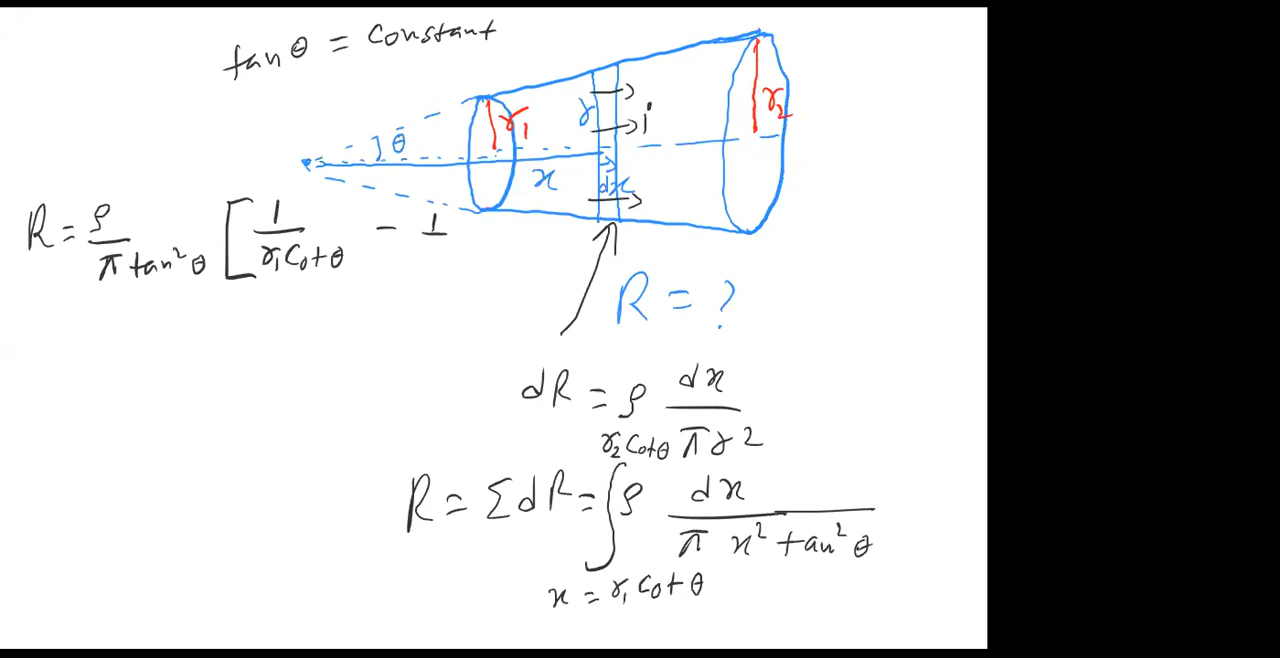 tan θ = constant
r₁
r
i
r₂
θ
x
dx
R = ρ/(π tan²θ) [ 1/(r₁ cot θ) - 1
R = ?
dR = ρ dx/(π r²)
R = Σ dR = ∫_{x = r₁ cot θ}^{r₂ cot θ} ρ dx/(π x² tan² θ)